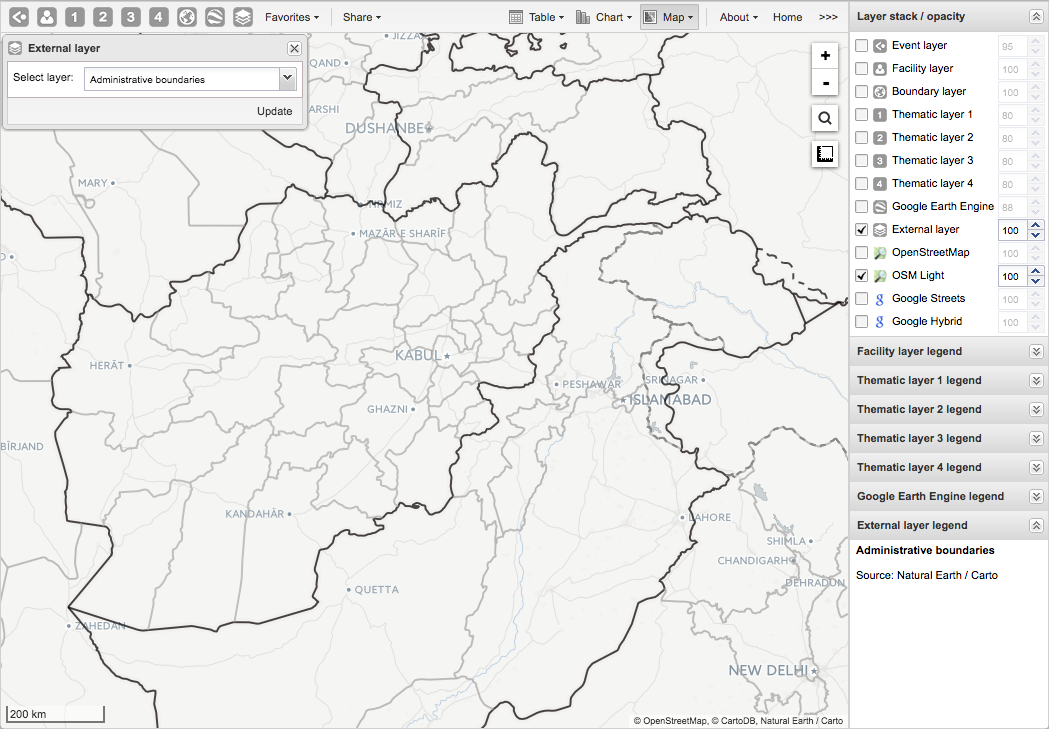 1
2
3
4
Favorites
Share
Table
Chart
Map
About
Home
>>>
External layer
Select layer:
Administrative boundaries
Update
+
-
JIZZA
QAND
ARSHI
DUSHANBE
MARY
RMIZ
MAZĀR-E SHARĪF
KABUL
HERĀT
GHAZNI
PESHAWAR
SRINAGAR
ISLAMABAD
BĪRJAND
KANDAHĀR
LAHORE
SHIMLA
CHANDIGARH
DEHRADUN
QUETTA
ZAHEDAN
NEW DELHI
200 km
© OpenStreetMap, © CartoDB, Natural Earth / Carto
Layer stack / opacity
Event layer 95
Facility layer 100
Boundary layer 100
1 Thematic layer 1 80
2 Thematic layer 2 80
3 Thematic layer 3 80
4 Thematic layer 4 80
Google Earth Engine 88
External layer 100
OpenStreetMap 100
OSM Light 100
g Google Streets 100
g Google Hybrid 100
Facility layer legend
Thematic layer 1 legend
Thematic layer 2 legend
Thematic layer 3 legend
Thematic layer 4 legend
Google Earth Engine legend
External layer legend
Administrative boundaries
Source: Natural Earth / Carto